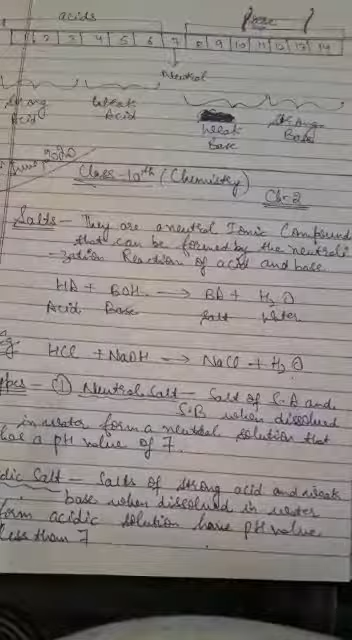 acids Base
1 2 3 4 5 6 7 8 9 10 11 12 13 14
Neutral
Strong Weak Weak Strong
Acid Acid Base Base
Class-10th (Chemistry)
Ch-2
Salts - They are a neutral Ionic Compound
that can be formed by the neutrali
-zation Reaction of acid and base
HA + BOH → BA + H2O
Acid Base Salt Water
Eg HCl + NaOH → NaCl + H2O
Types - ① Neutral Salt - Salt of S.A and
S.B when dissolved
in water form a neutral solution that
has a pH value of 7.
dic Salt - Salts of strong acid and weak
base when dissolved in water
form acidic solution have pH value
less than 7